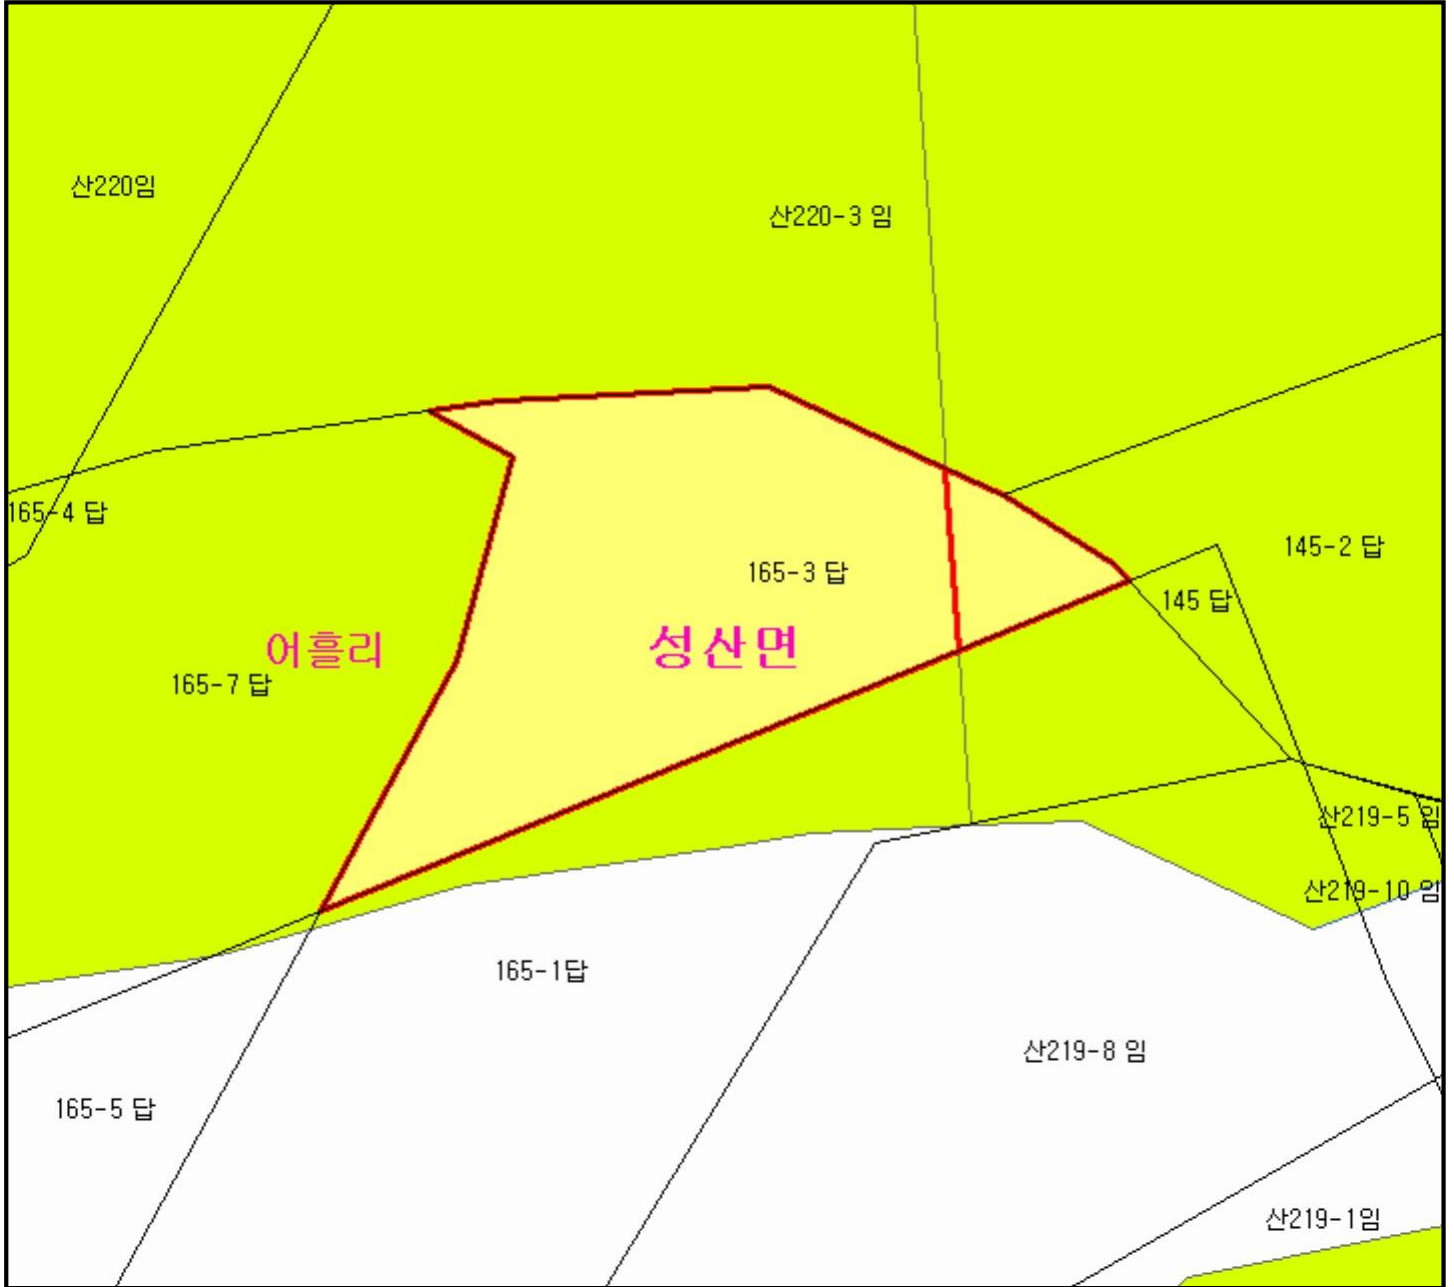 산220임
산220-3 임
165-4 답
145-2 답
165-3 답
145 답
어흘리
성산면
165-7 답
산219-5 임
산219-10 임
165-1답
산219-8 임
165-5 답
산219-1임